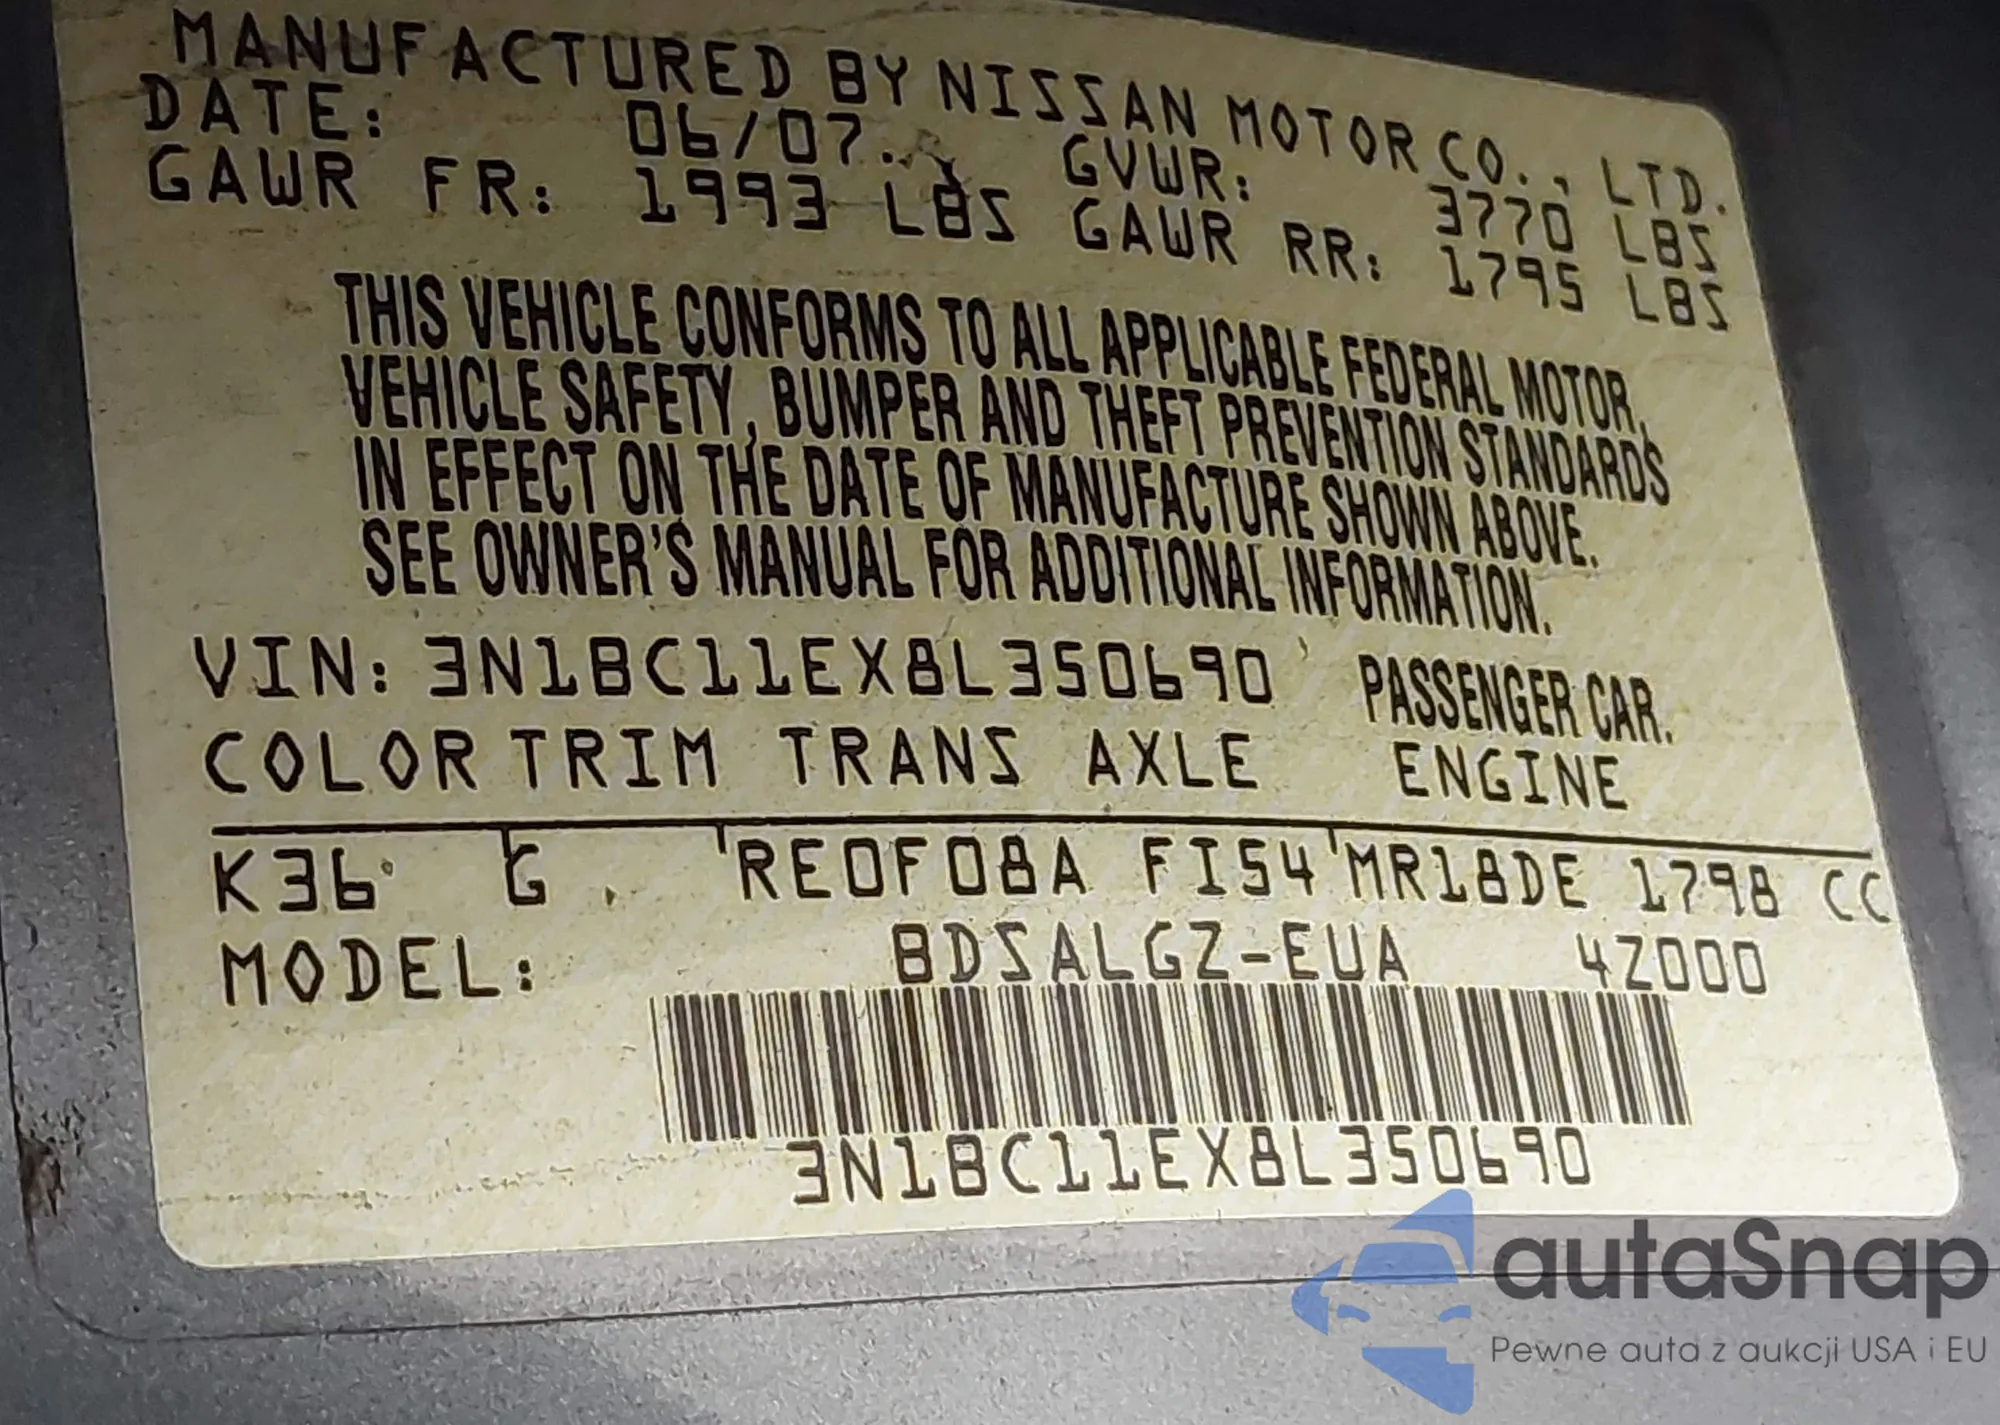 MANUFACTURED BY NISSAN MOTOR CO., LTD.
DATE: 06/07 GVWR: 3770 LBS
GAWR FR: 1993 LBS GAWR RR: 1795 LBS
THIS VEHICLE CONFORMS TO ALL APPLICABLE FEDERAL MOTOR
VEHICLE SAFETY, BUMPER AND THEFT PREVENTION STANDARDS
IN EFFECT ON THE DATE OF MANUFACTURE SHOWN ABOVE.
SEE OWNER'S MANUAL FOR ADDITIONAL INFORMATION.
VIN: 3N1BC11EX8L350690 PASSENGER CAR.
COLOR TRIM TRANS AXLE ENGINE
K36 G RE0F08A FI54 MR18DE 1798 CC
MODEL: BDSALGZ-EUA 4Z000
3N1BC11EX8L350690
autaSnap
Pewne auta z aukcji USA i EU